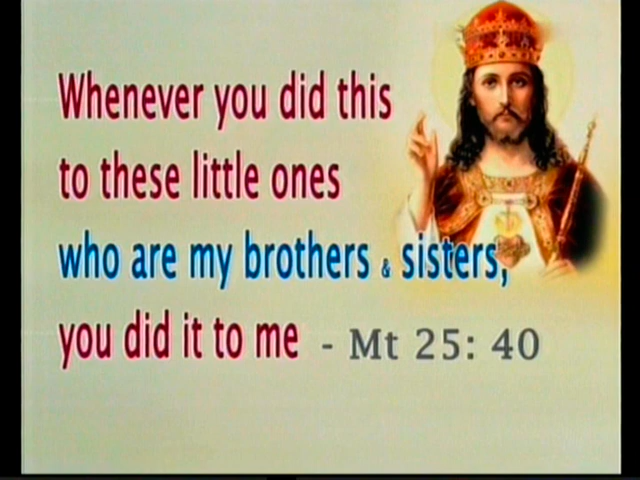 Whenever you did this
to these little ones
who are my brothers & sisters,
you did it to me - Mt 25: 40